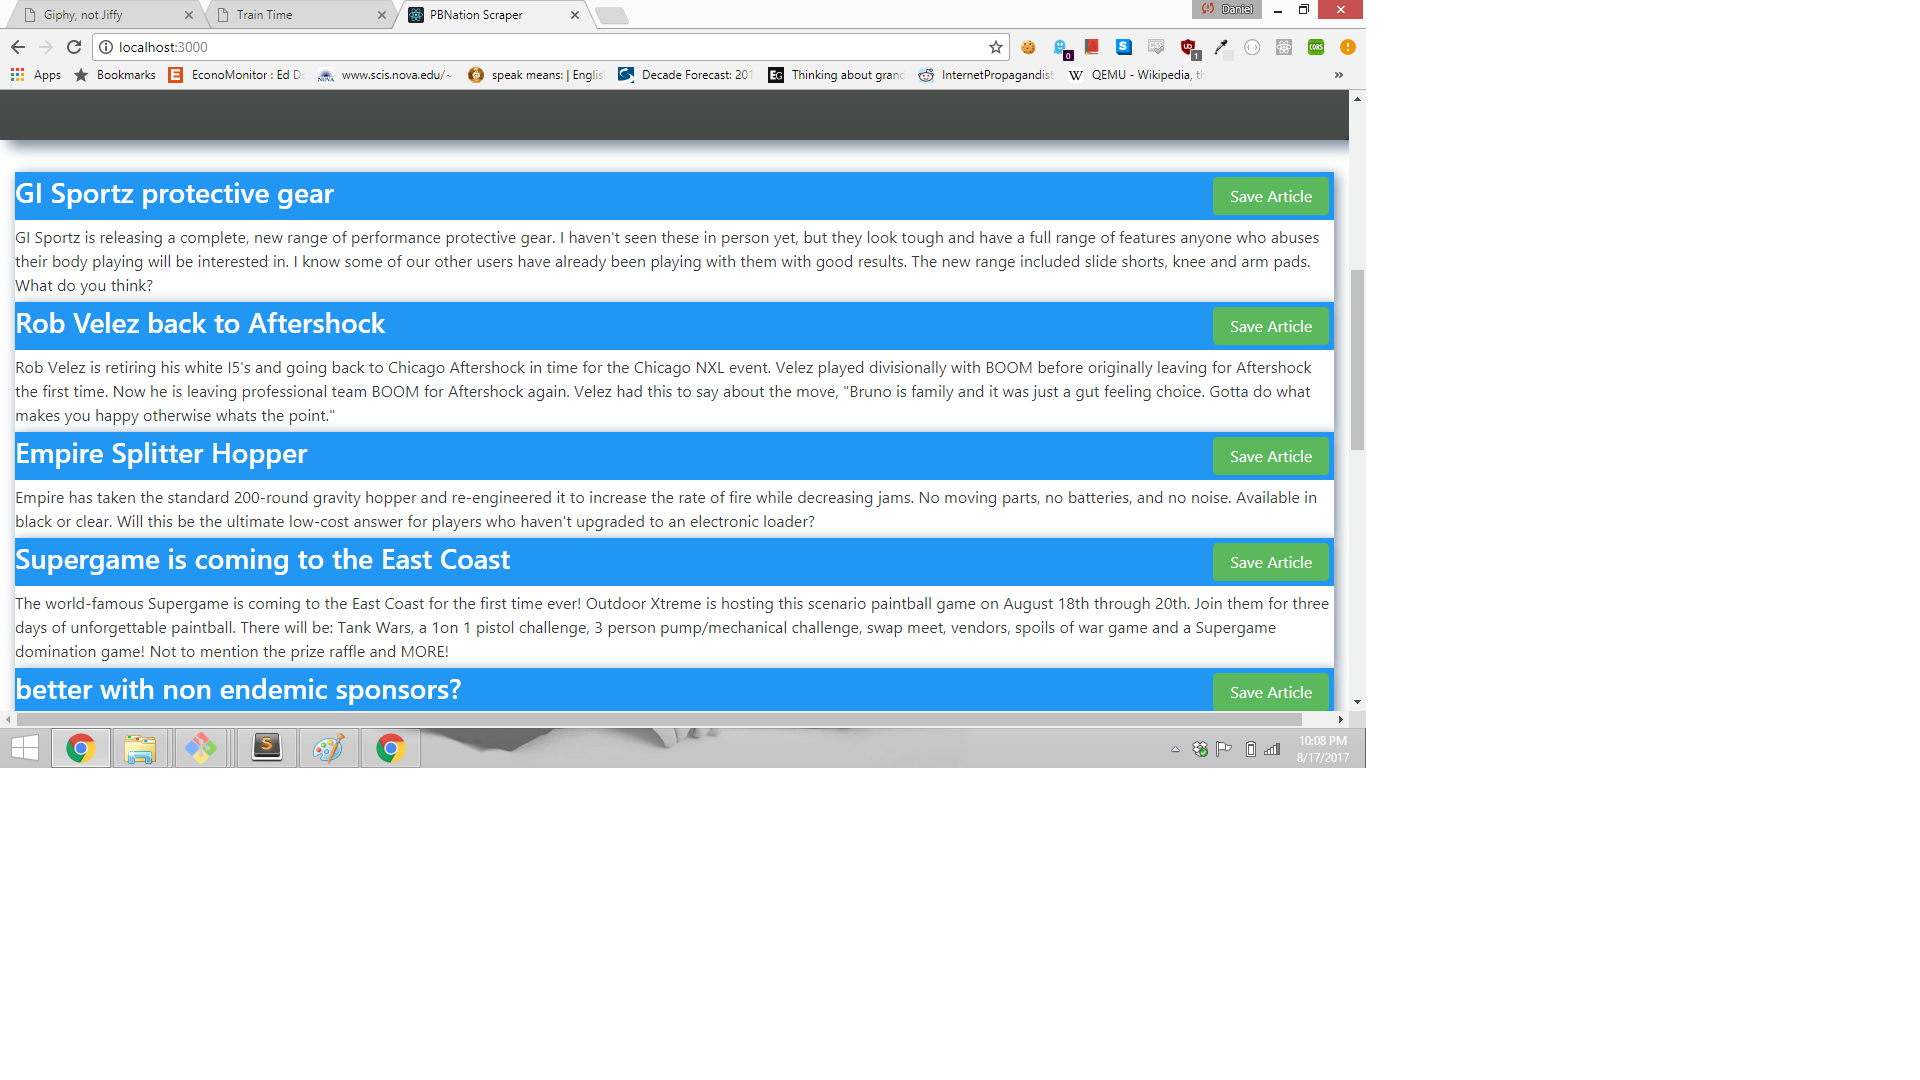 Giphy, not Jiffy
Train Time
PBNation Scraper
Daniel
localhost:3000
Apps
Bookmarks
EconoMonitor : Ed D
www.scis.nova.edu/~
speak means: | Englis
Decade Forecast: 201
Thinking about granc
InternetPropagandist
QEMU - Wikipedia, th
GI Sportz protective gear
Save Article
GI Sportz is releasing a complete, new range of performance protective gear. I haven't seen these in person yet, but they look tough and have a full range of features anyone who abuses
their body playing will be interested in. I know some of our other users have already been playing with them with good results. The new range included slide shorts, knee and arm pads.
What do you think?
Rob Velez back to Aftershock
Save Article
Rob Velez is retiring his white I5's and going back to Chicago Aftershock in time for the Chicago NXL event. Velez played divisionally with BOOM before originally leaving for Aftershock
the first time. Now he is leaving professional team BOOM for Aftershock again. Velez had this to say about the move, "Bruno is family and it was just a gut feeling choice. Gotta do what
makes you happy otherwise whats the point."
Empire Splitter Hopper
Save Article
Empire has taken the standard 200-round gravity hopper and re-engineered it to increase the rate of fire while decreasing jams. No moving parts, no batteries, and no noise. Available in
black or clear. Will this be the ultimate low-cost answer for players who haven't upgraded to an electronic loader?
Supergame is coming to the East Coast
Save Article
The world-famous Supergame is coming to the East Coast for the first time ever! Outdoor Xtreme is hosting this scenario paintball game on August 18th through 20th. Join them for three
days of unforgettable paintball. There will be: Tank Wars, a 1on 1 pistol challenge, 3 person pump/mechanical challenge, swap meet, vendors, spoils of war game and a Supergame
domination game! Not to mention the prize raffle and MORE!
better with non endemic sponsors?
Save Article
10:08 PM
8/17/2017